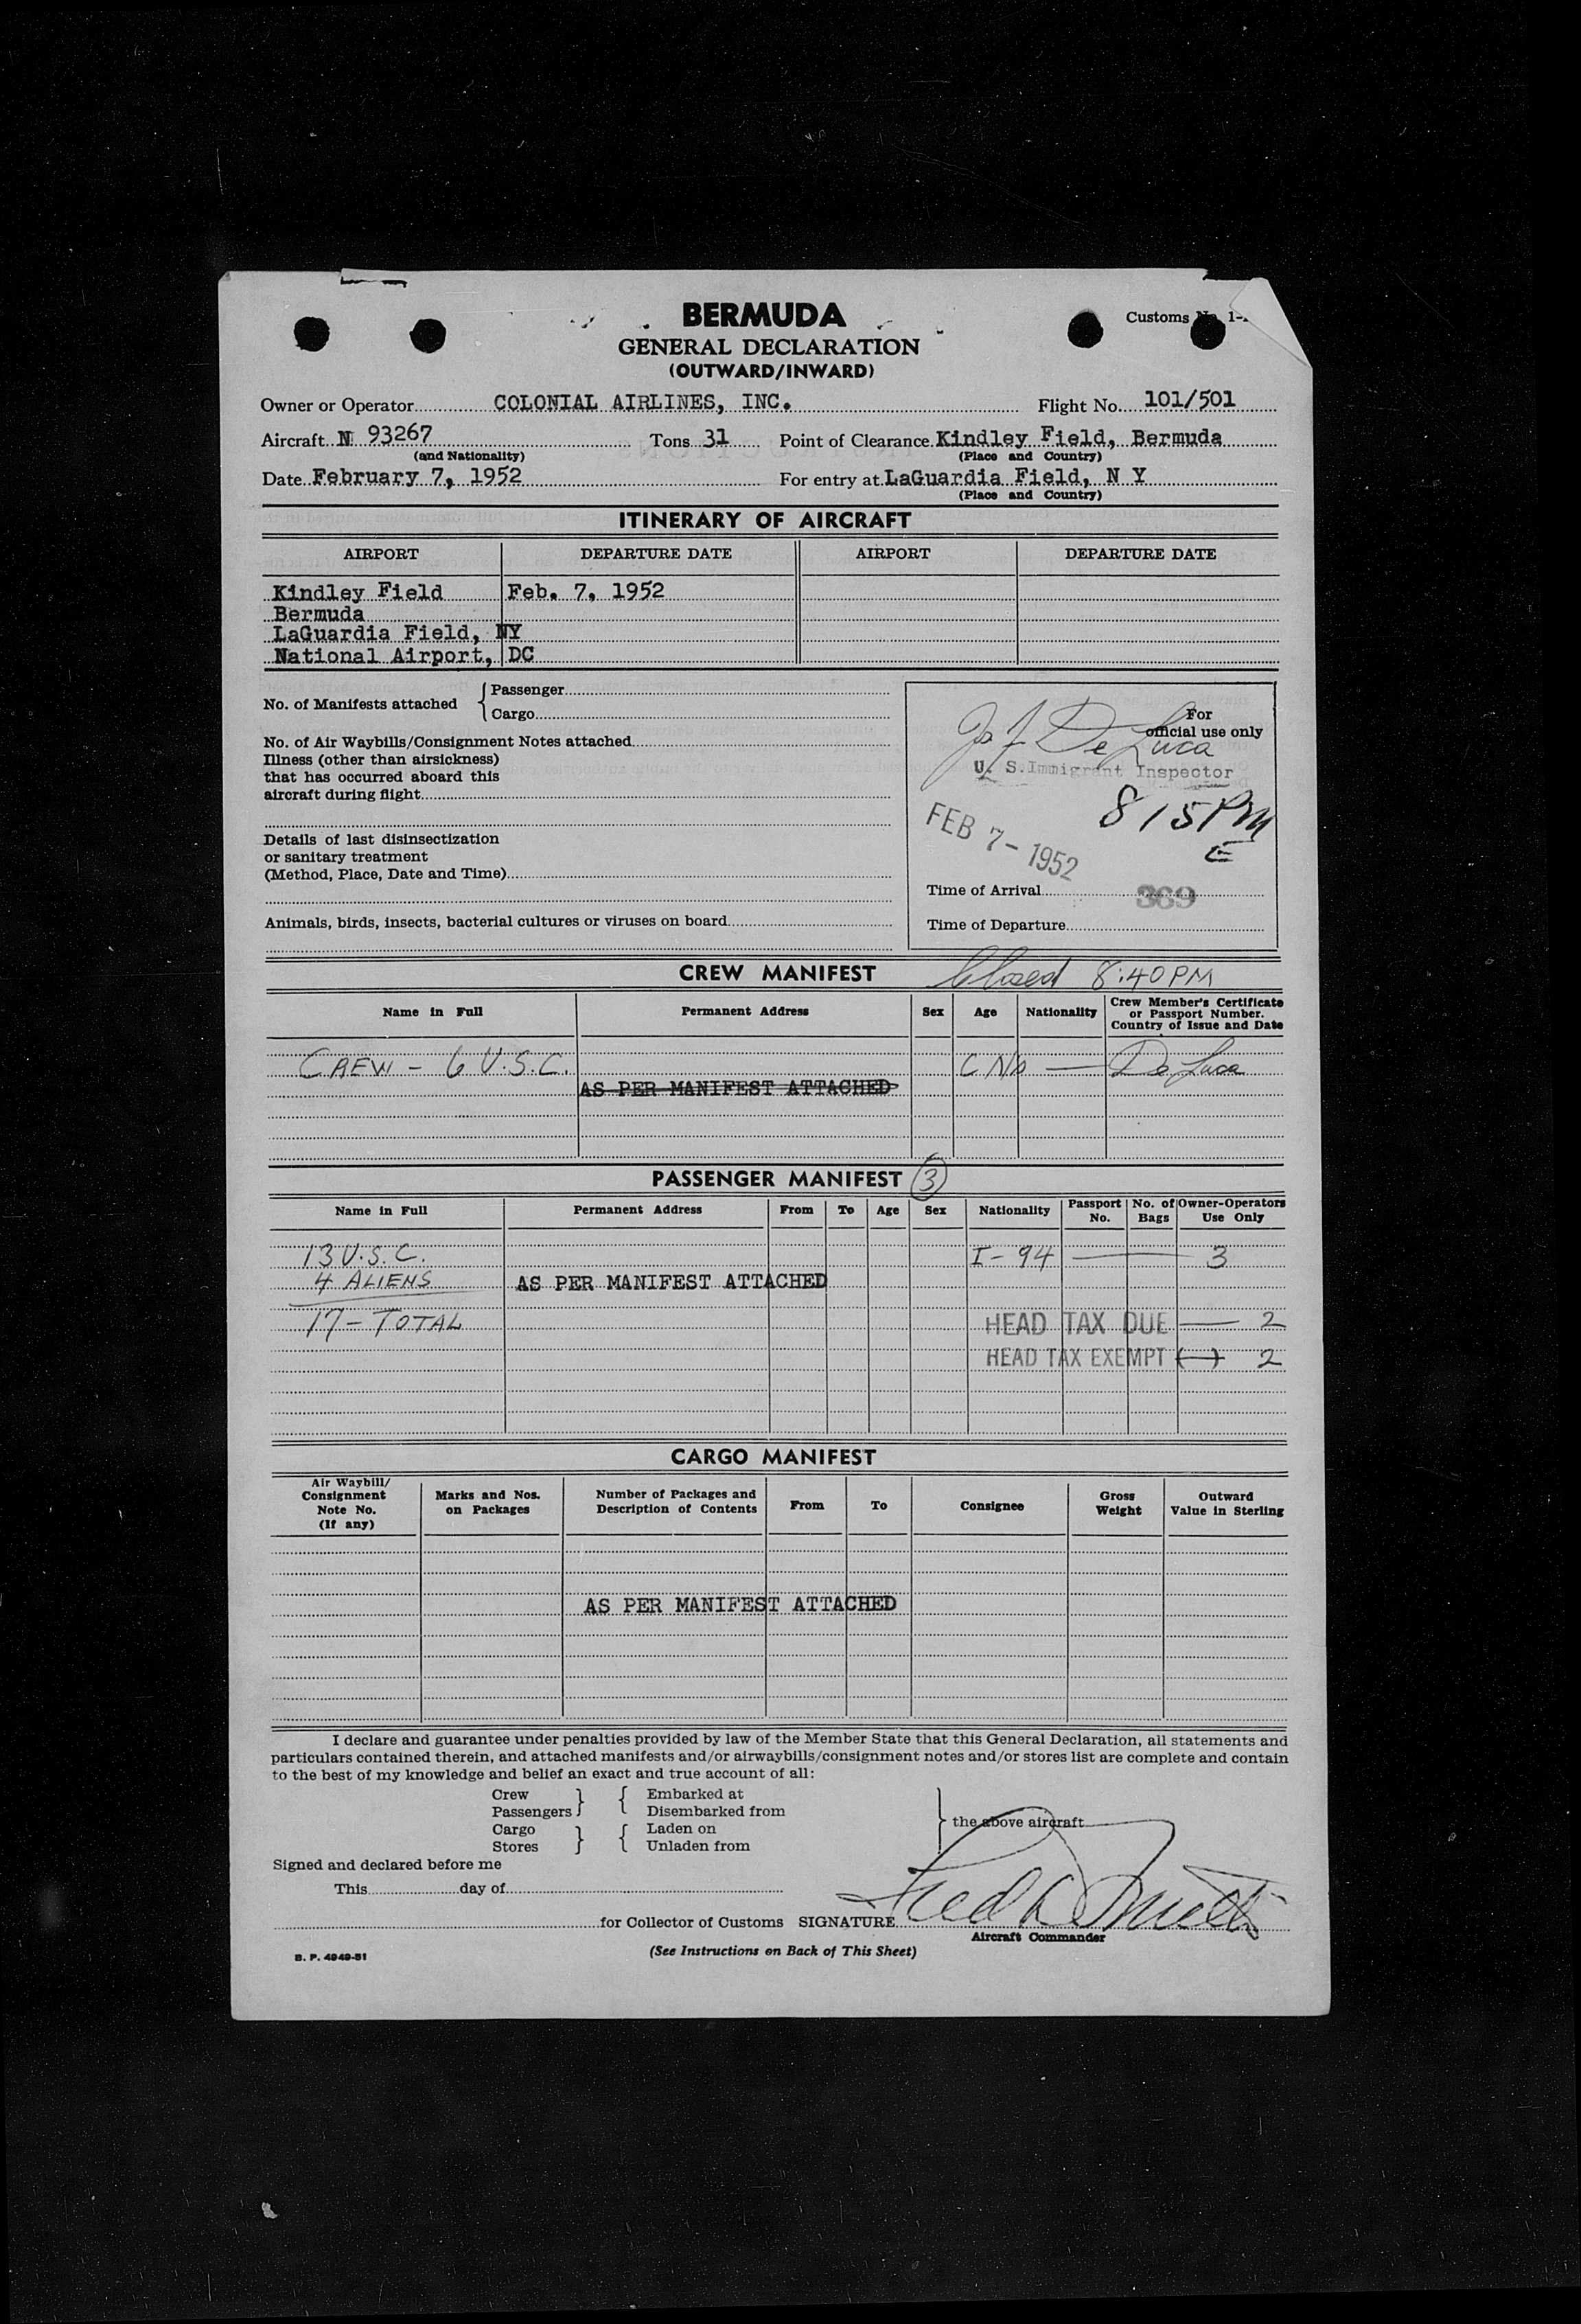 BERMUDA
Customs No. 1-
GENERAL DECLARATION
(OUTWARD/INWARD)
Owner or Operator COLONIAL AIRLINES, INC. Flight No. 101/501
Aircraft N 93267 Tons 31 Point of Clearance Kindley Field, Bermuda
(and Nationality) (Place and Country)
Date February 7, 1952 For entry at LaGuardia Field, N Y
(Place and Country)
ITINERARY OF AIRCRAFT
AIRPORT DEPARTURE DATE AIRPORT DEPARTURE DATE
Kindley Field Feb. 7, 1952
Bermuda
LaGuardia Field, NY
National Airport, DC
No. of Manifests attached { Passenger
Cargo
No. of Air Waybills/Consignment Notes attached
Illness (other than airsickness)
that has occurred aboard this
aircraft during flight
Details of last disinsectization
or sanitary treatment
(Method, Place, Date and Time)
Animals, birds, insects, bacterial cultures or viruses on board
For
official use only
De Luca
U. S. Immigrant Inspector
815PM
E
FEB 7-1952
Time of Arrival 369
Time of Departure
CREW MANIFEST Closed 8:40PM
Name in Full Permanent Address Sex Age Nationality Crew Member's Certificate
or Passport Number.
Country of Issue and Date
CREW - 6 U.S.C. De Luca
AS PER MANIFEST ATTACHED
PASSENGER MANIFEST 3
Name in Full Permanent Address From To Age Sex Nationality Passport No. No. of Bags Owner-Operators Use Only
13 U.S.C. I-94 — 3
4 ALIENS AS PER MANIFEST ATTACHED
17 - TOTAL HEAD TAX DUE — 2
HEAD TAX EXEMPT (—) 2
CARGO MANIFEST
Air Waybill/
Consignment
Note No.
(If any)
Marks and Nos.
on Packages
Number of Packages and
Description of Contents
From To Consignee
Gross
Weight
Outward
Value in Sterling
AS PER MANIFEST ATTACHED
I declare and guarantee under penalties provided by law of the Member State that this General Declaration, all statements and
particulars contained therein, and attached manifests and/or airwaybills/consignment notes and/or stores list are complete and contain
to the best of my knowledge and belief an exact and true account of all:
Crew } { Embarked at
Passengers Disembarked from
Cargo } { Laden on
Stores Unladen from
} the above aircraft
Signed and declared before me
This day of
for Collector of Customs SIGNATURE
Aircraft Commander
B. P. 4949-51 (See Instructions on Back of This Sheet)